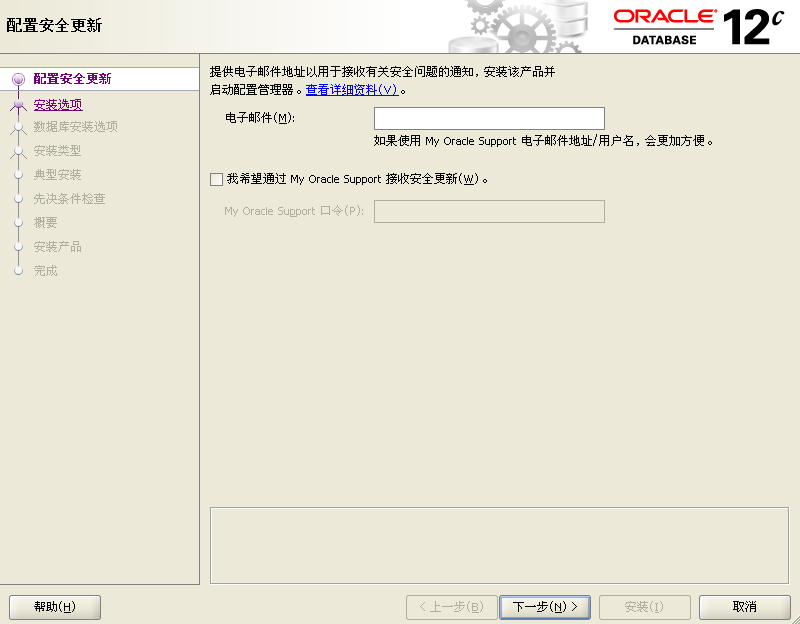 配置安全更新
ORACLE®
DATABASE
12c
配置安全更新
安装选项
数据库安装选项
安装类型
典型安装
先决条件检查
概要
安装产品
完成
提供电子邮件地址以用于接收有关安全问题的通知, 安装该产品并
启动配置管理器。查看详细资料(V)。
电子邮件(M):
如果使用 My Oracle Support 电子邮件地址/用户名, 会更加方便。
我希望通过 My Oracle Support 接收安全更新(W)。
My Oracle Support 口令(P):
帮助(H)
< 上一步(B)
下一步(N) >
安装(I)
取消